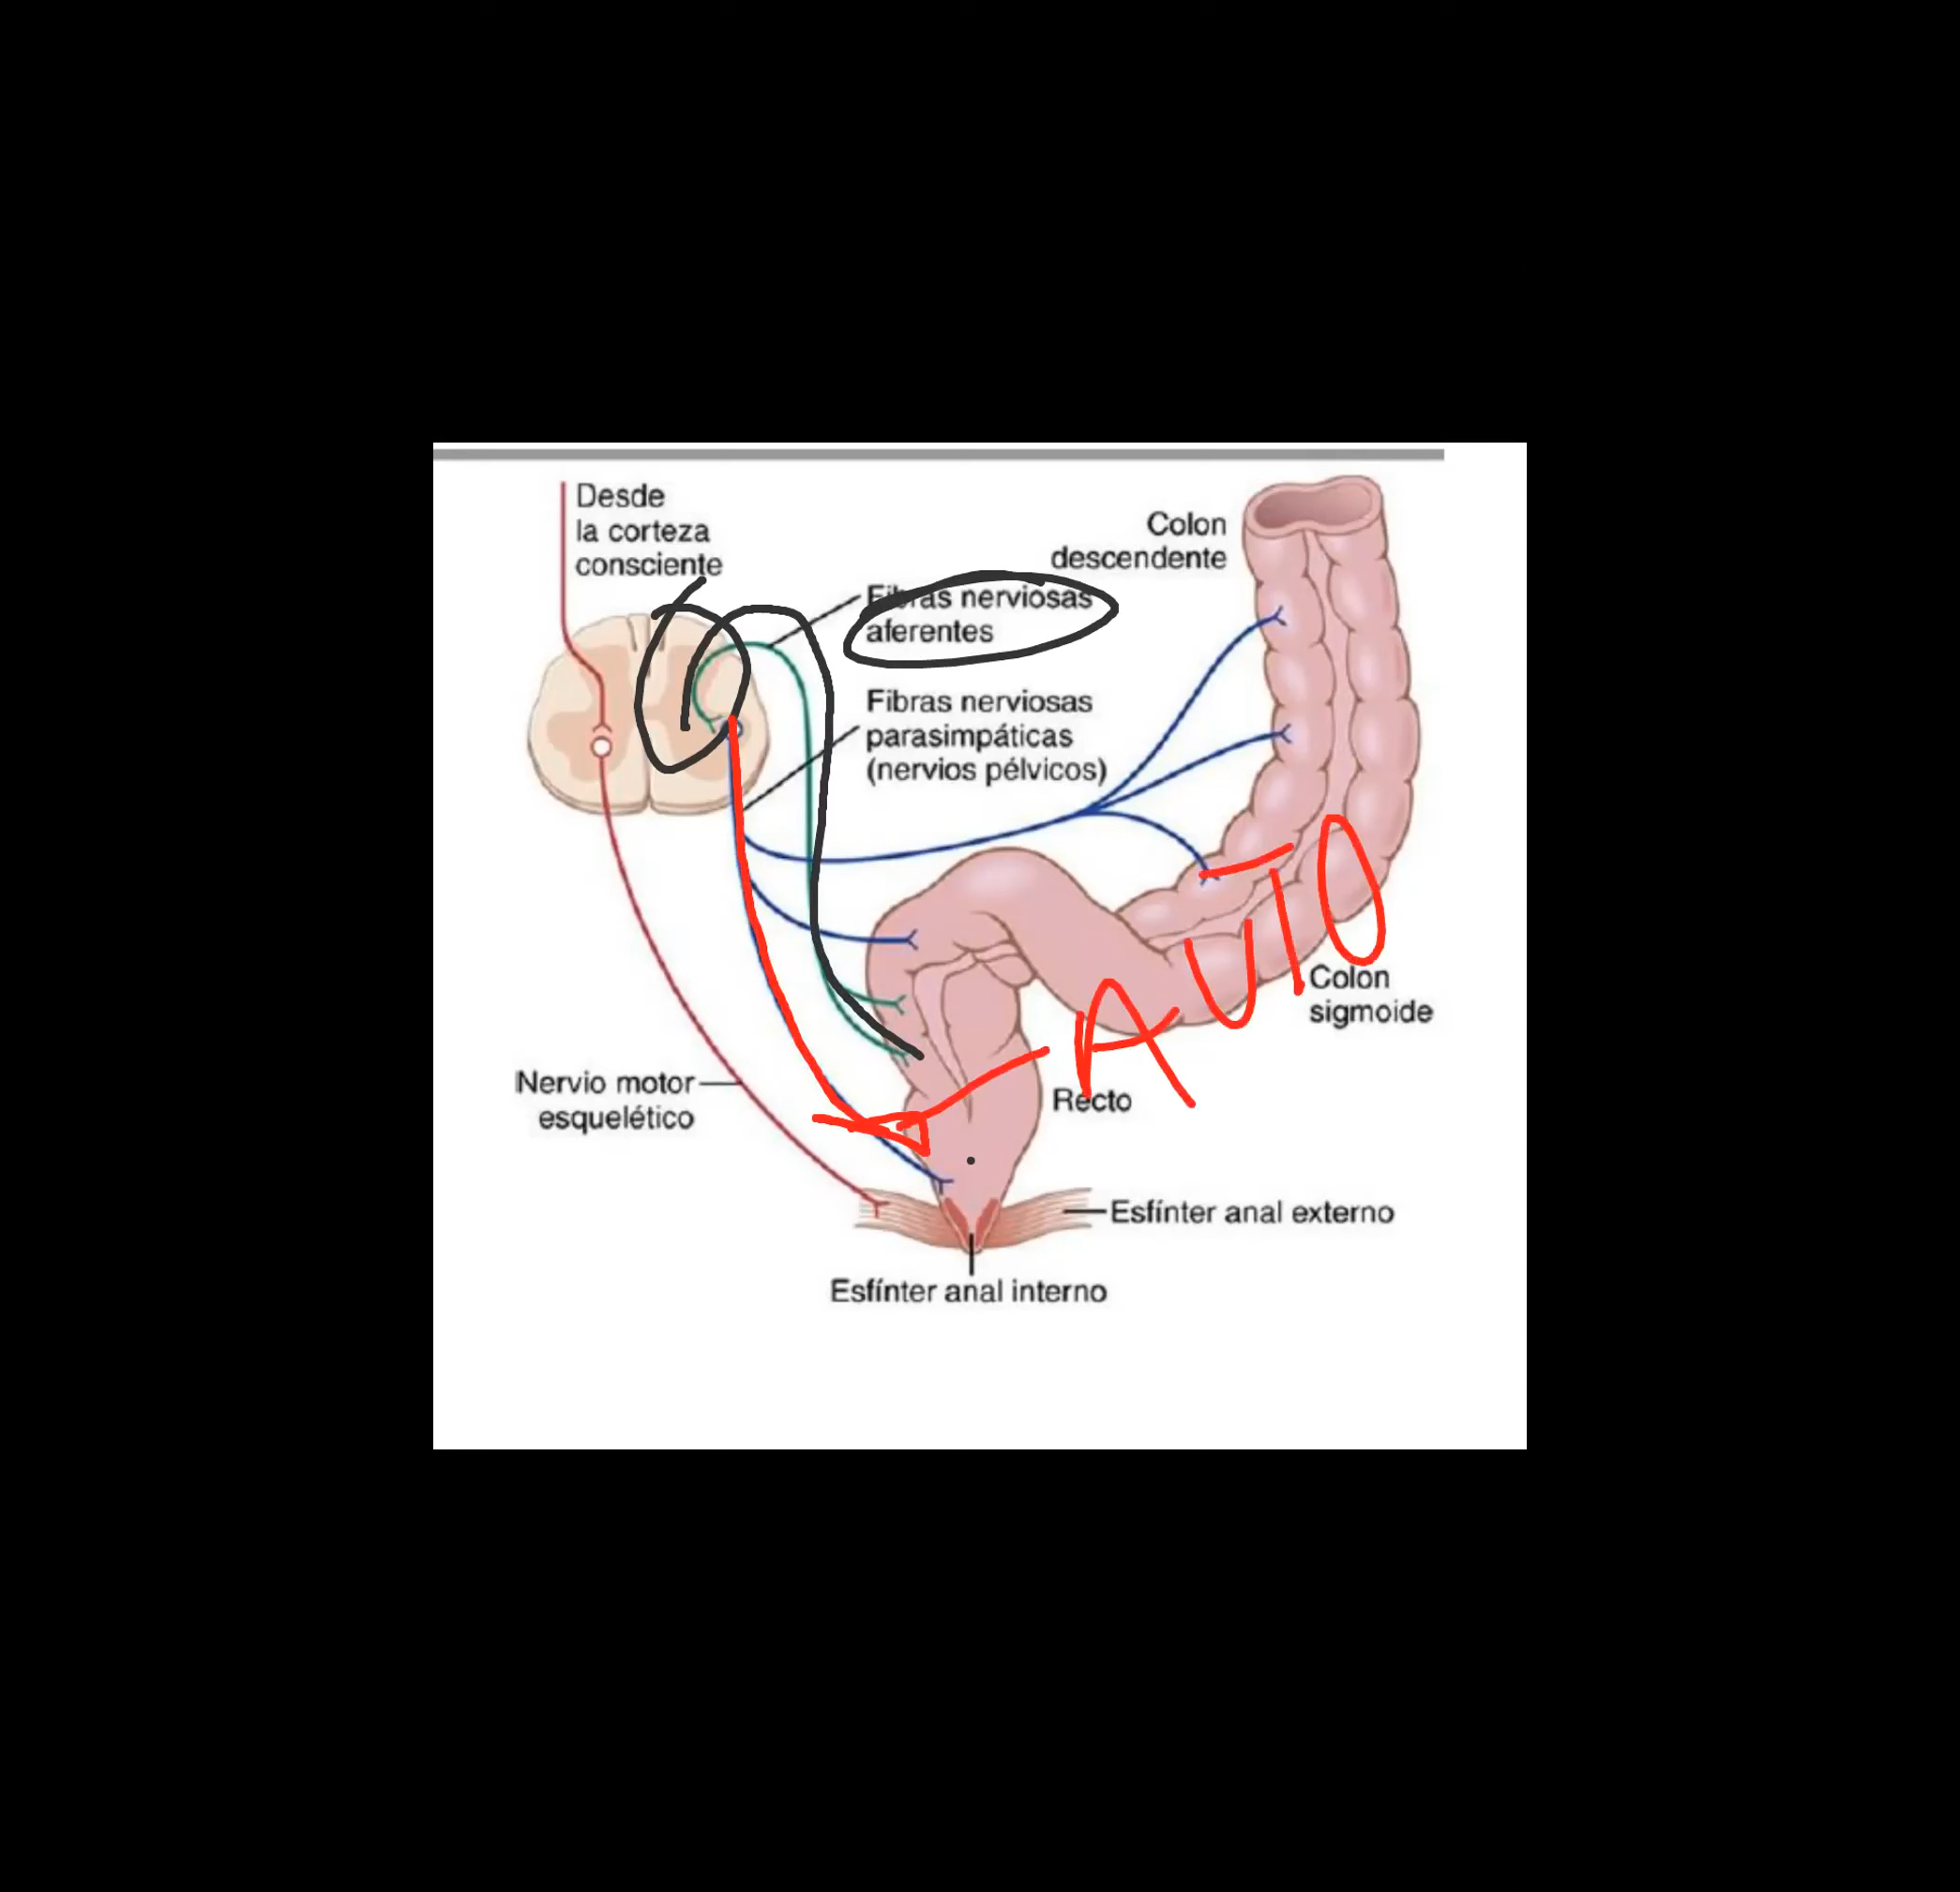 Desde
la corteza
consciente
Colon
descendente
Fibras nerviosas
aferentes
Fibras nerviosas
parasimpáticas
(nervios pélvicos)
AUTO
Colon
sigmoide
Nervio motor
esquelético
Recto
Esfínter anal externo
Esfínter anal interno